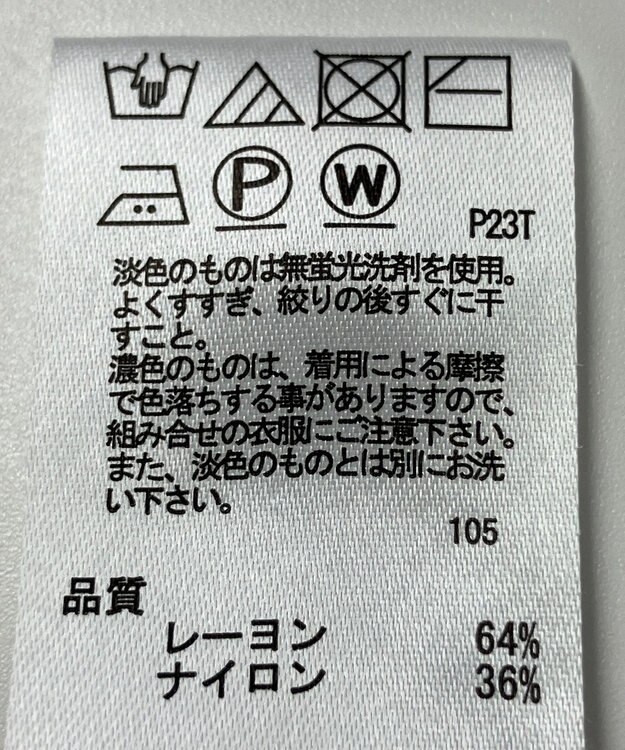 P
W
P23T
淡色のものは無蛍光洗剤を使用。
よくすすぎ、絞りの後すぐに干
すこと。
濃色のものは、着用による摩擦
で色落ちする事がありますので、
組み合せの衣服にご注意下さい。
また、淡色のものとは別にお洗
い下さい。
105
品質
レーヨン 64%
ナイロン 36%